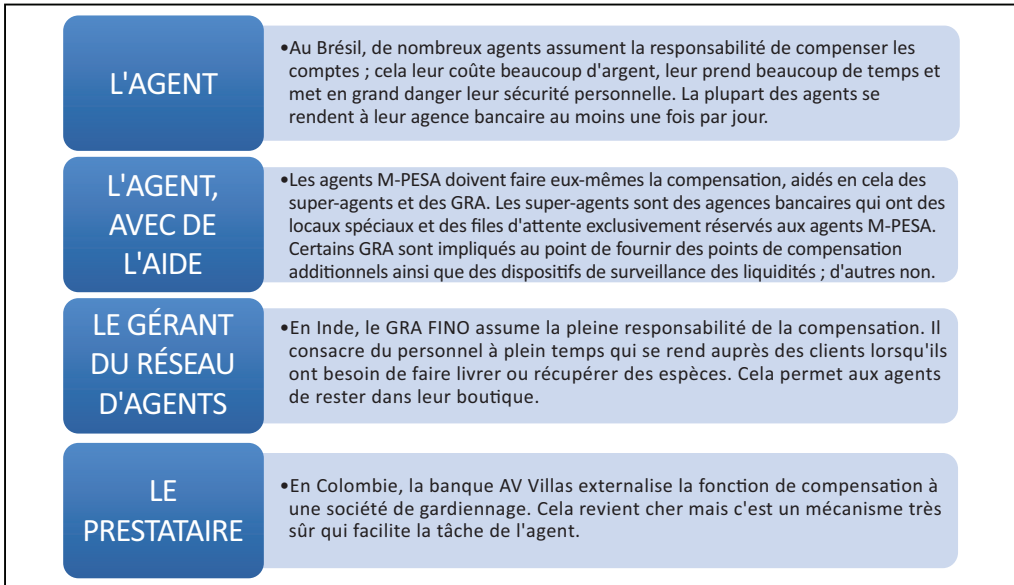 L'AGENT
•Au Brésil, de nombreux agents assument la responsabilité de compenser les
comptes ; cela leur coûte beaucoup d'argent, leur prend beaucoup de temps et
met en grand danger leur sécurité personnelle. La plupart des agents se
rendent à leur agence bancaire au moins une fois par jour.
L'AGENT,
AVEC DE
L'AIDE
•Les agents M-PESA doivent faire eux-mêmes la compensation, aidés en cela des
super-agents et des GRA. Les super-agents sont des agences bancaires qui ont des
locaux spéciaux et des files d'attente exclusivement réservés aux agents M-PESA.
Certains GRA sont impliqués au point de fournir des points de compensation
additionnels ainsi que des dispositifs de surveillance des liquidités ; d'autres non.
LE GÉRANT
DU RÉSEAU
D'AGENTS
•En Inde, le GRA FINO assume la pleine responsabilité de la compensation. Il
consacre du personnel à plein temps qui se rend auprès des clients lorsqu'ils
ont besoin de faire livrer ou récupérer des espèces. Cela permet aux agents
de rester dans leur boutique.
LE
PRESTATAIRE
•En Colombie, la banque AV Villas externalise la fonction de compensation à
une société de gardiennage. Cela revient cher mais c'est un mécanisme très
sûr qui facilite la tâche de l'agent.